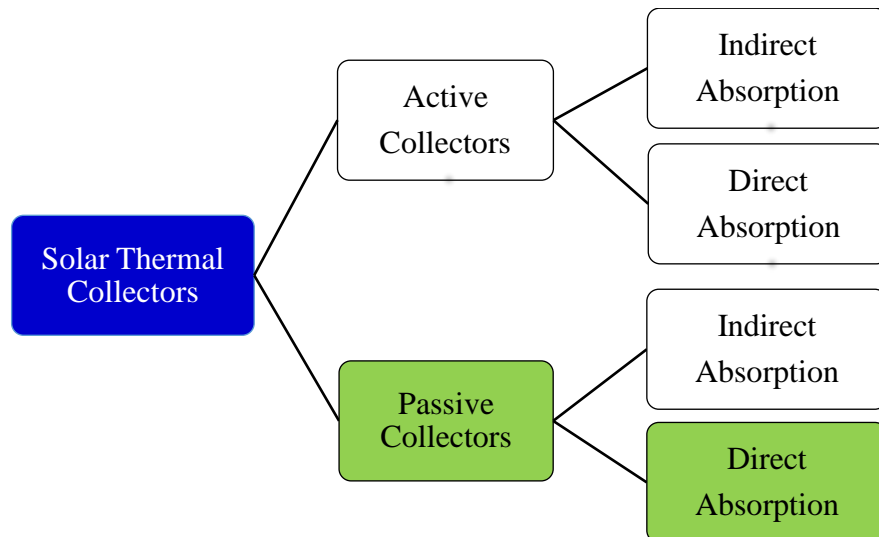 Solar Thermal
Collectors
Active
Collectors
Indirect
Absorption
Direct
Absorption
Passive
Collectors
Indirect
Absorption
Direct
Absorption